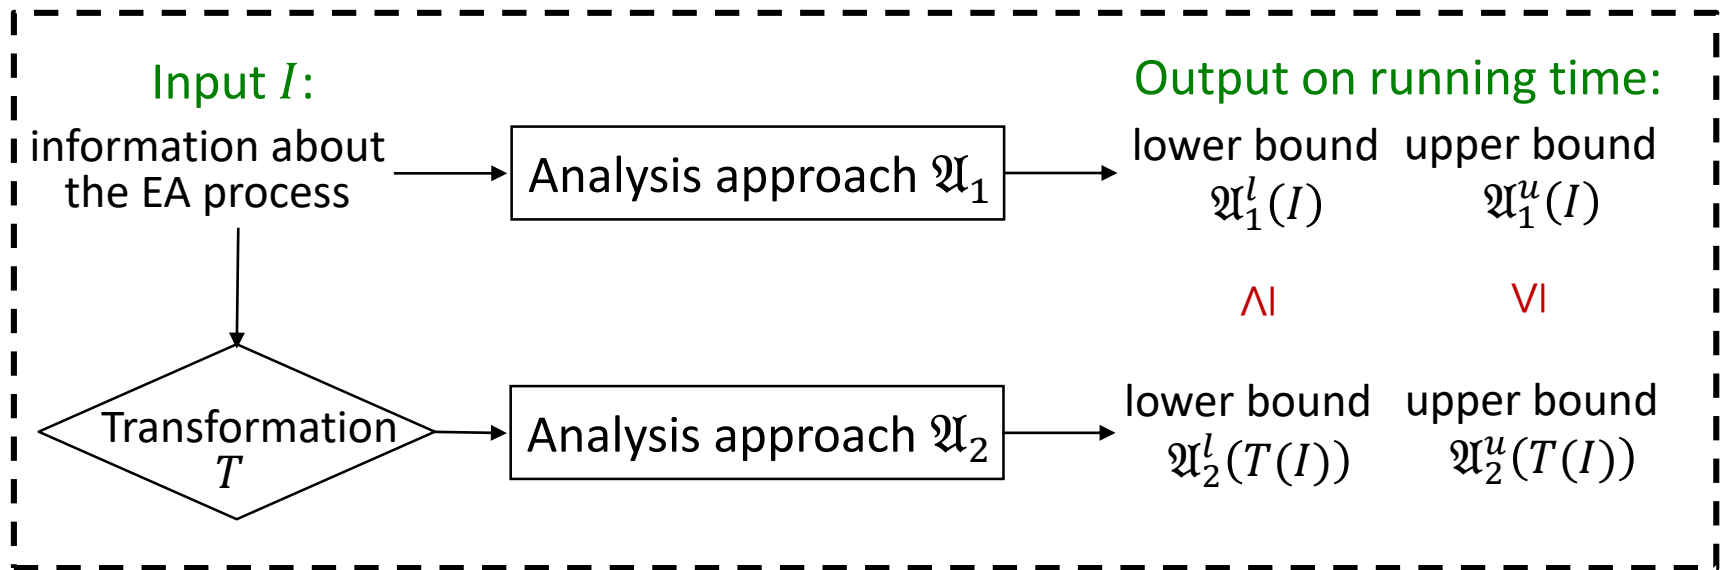 Input I:
information about
the EA process
Analysis approach 𝔄₁
Output on running time:
lower bound
𝔄₁ˡ(I)
upper bound
𝔄₁ᵘ(I)
≤
≥
Transformation
T
Analysis approach 𝔄₂
lower bound
𝔄₂ˡ(T(I))
upper bound
𝔄₂ᵘ(T(I))